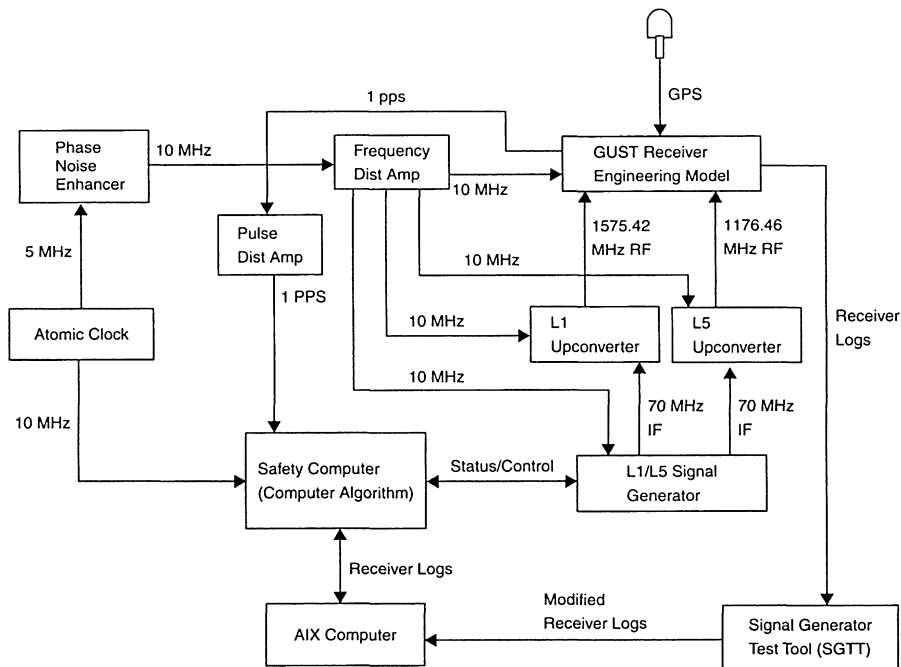 GPS
1 pps
Phase
Noise
Enhancer
10 MHz
Frequency
Dist Amp
10 MHz
GUST Receiver
Engineering Model
5 MHz
Pulse
Dist Amp
1575.42
MHz RF
1176.46
MHz RF
10 MHz
1 PPS
Atomic Clock
10 MHz
L1
Upconverter
L5
Upconverter
Receiver
Logs
10 MHz
10 MHz
70 MHz
IF
70 MHz
IF
Safety Computer
(Computer Algorithm)
Status/Control
L1/L5 Signal
Generator
Receiver Logs
AIX Computer
Modified
Receiver Logs
Signal Generator
Test Tool (SGTT)